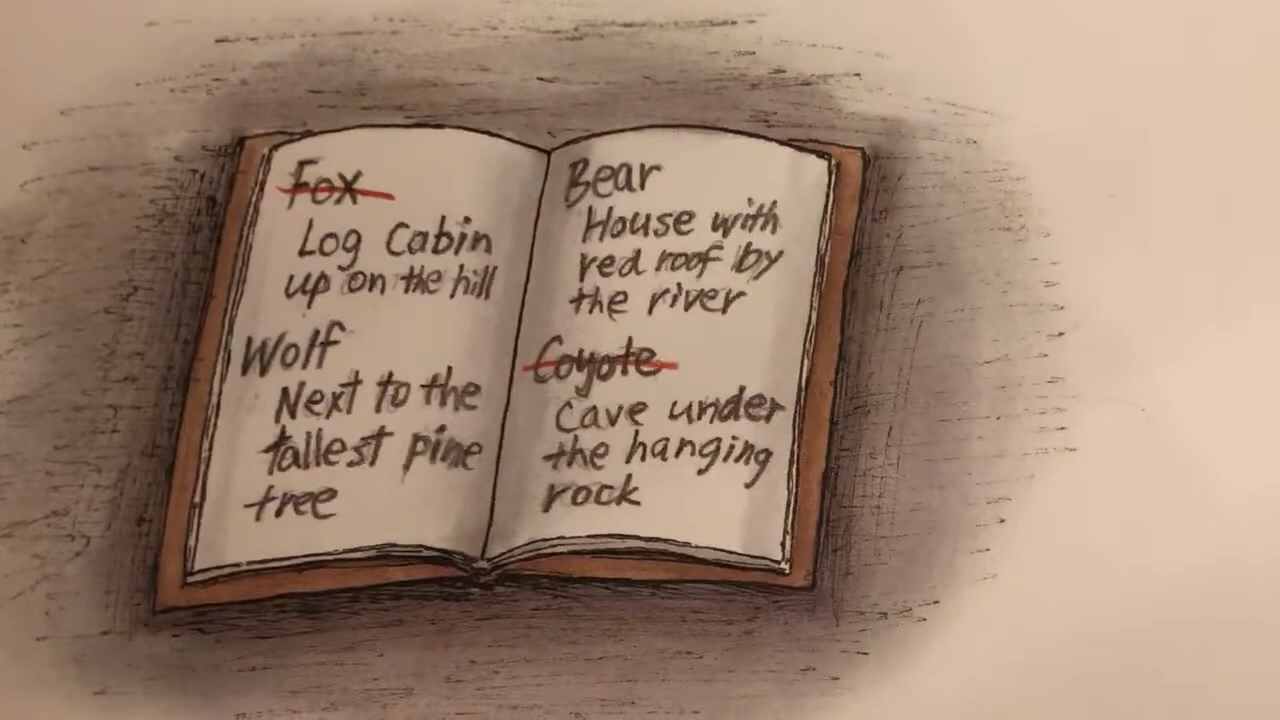 Fox
Log Cabin
up on the hill
Wolf
Next to the
tallest pine
tree
Bear
House with
red roof by
the river
Coyote
Cave under
the hanging
rock